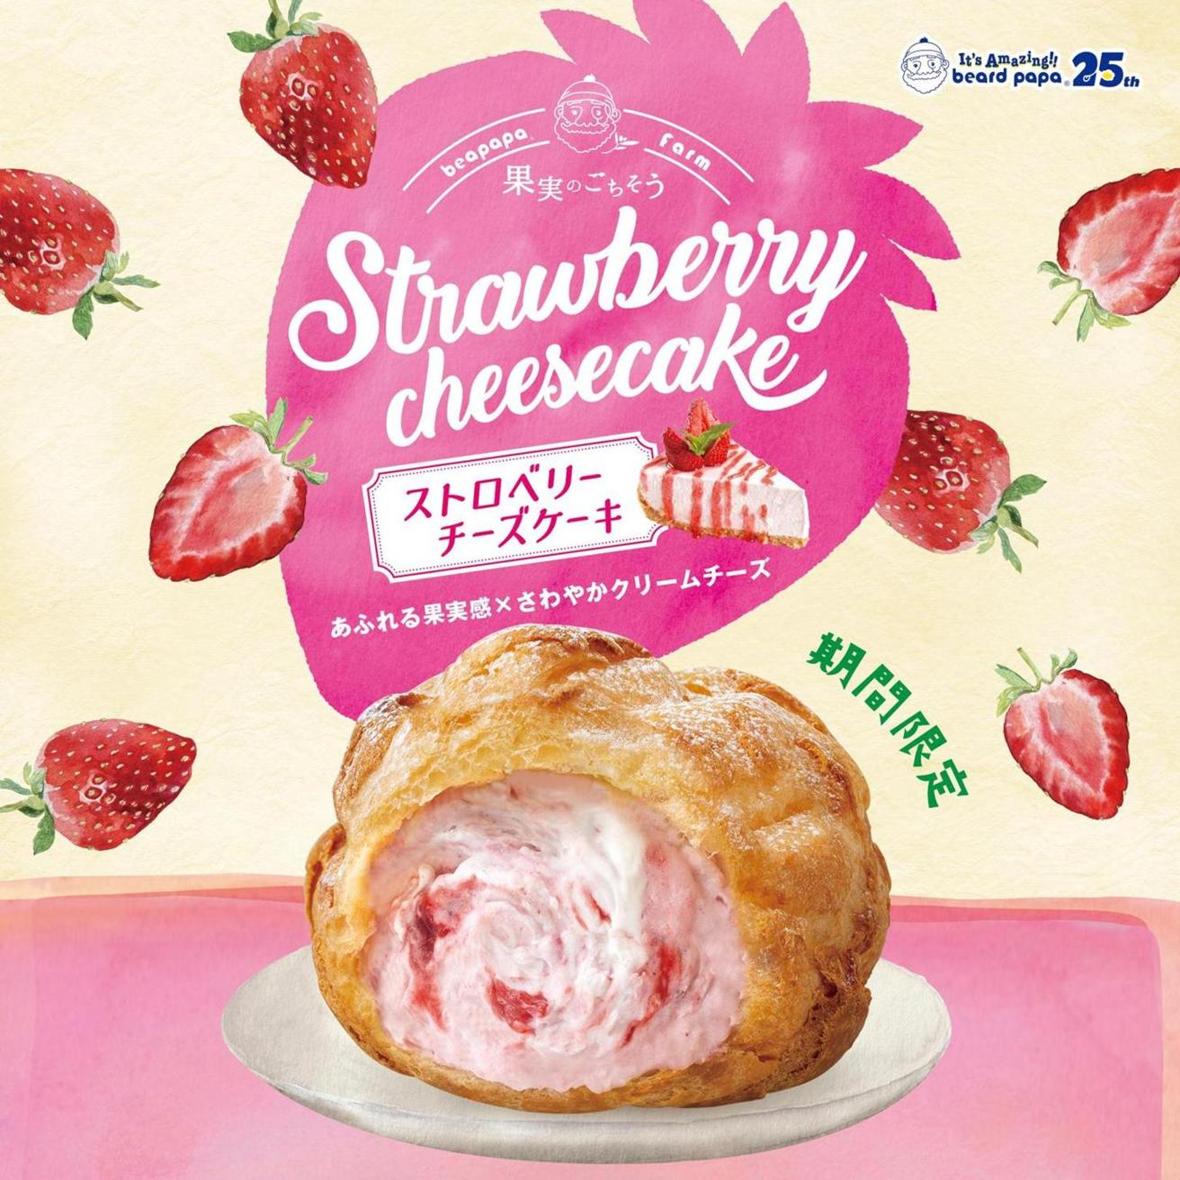 It's Amazing!!
beard papa® 25th
beapapa Farm
果実のごちそう
Strawberry
cheesecake
ストロベリー
チーズケーキ
あふれる果実感×さわやかクリームチーズ
期間限定